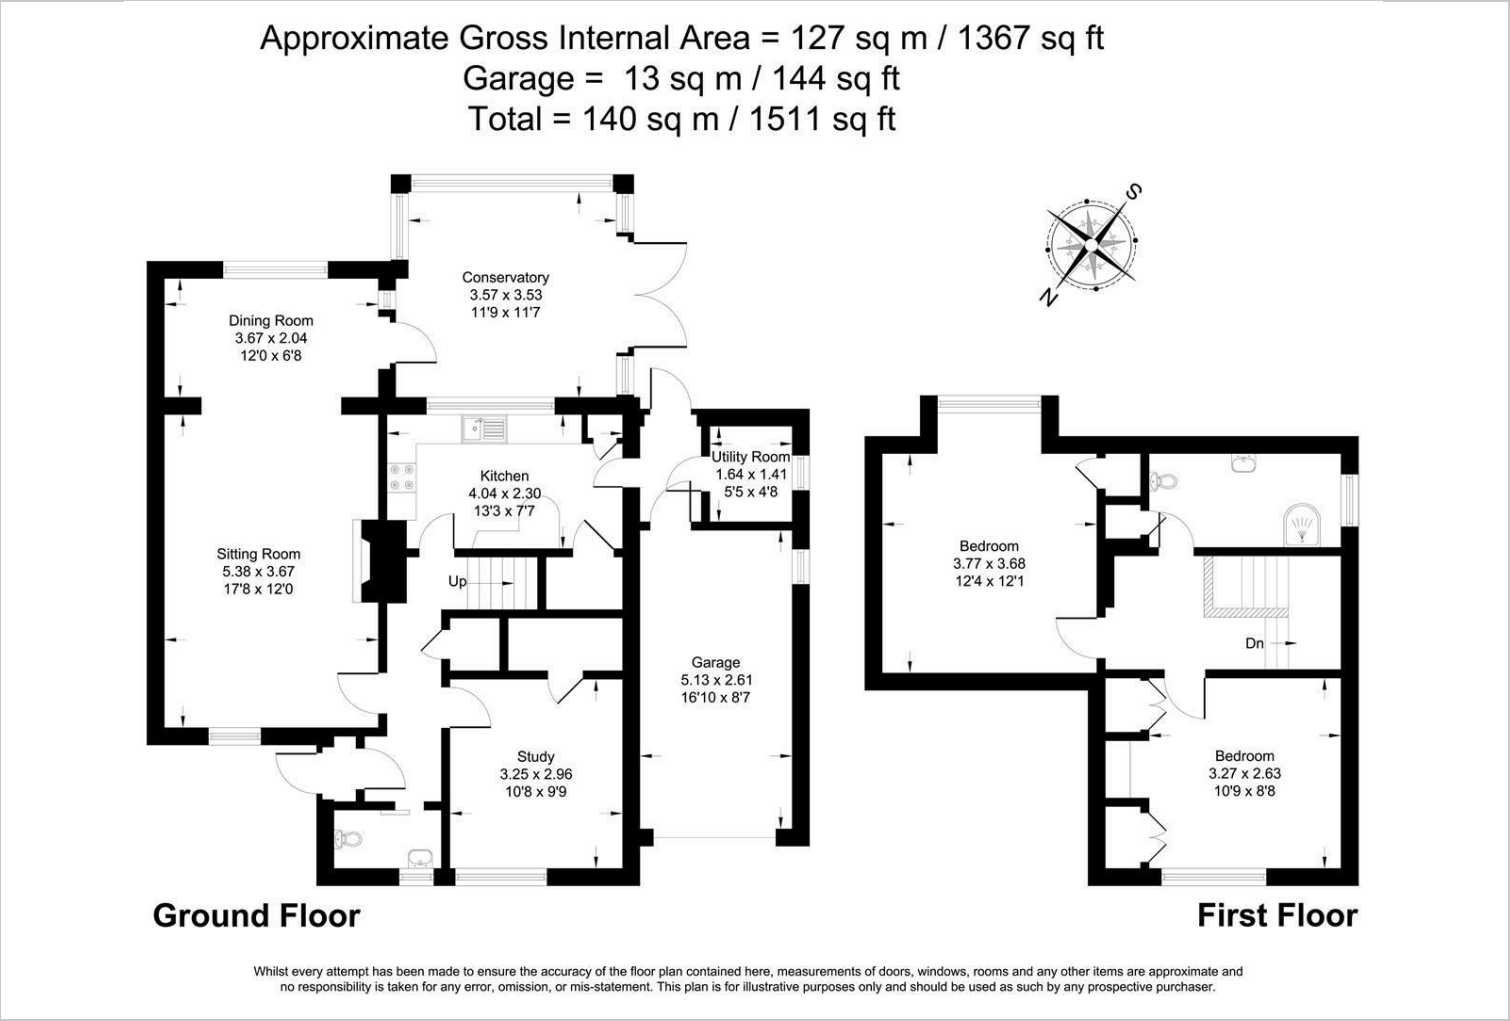 Approximate Gross Internal Area = 127 sq m / 1367 sq ft
Garage = 13 sq m / 144 sq ft
Total = 140 sq m / 1511 sq ft
S
N
Conservatory
3.57 x 3.53
11'9 x 11'7
Dining Room
3.67 x 2.04
12'0 x 6'8
Kitchen
4.04 x 2.30
13'3 x 7'7
Utility Room
1.64 x 1.41
5'5 x 4'8
Sitting Room
5.38 x 3.67
17'8 x 12'0
Up
Garage
5.13 x 2.61
16'10 x 8'7
Study
3.25 x 2.96
10'8 x 9'9
Bedroom
3.77 x 3.68
12'4 x 12'1
Dn
Bedroom
3.27 x 2.63
10'9 x 8'8
Ground Floor
First Floor
Whilst every attempt has been made to ensure the accuracy of the floor plan contained here, measurements of doors, windows, rooms and any other items are approximate and
no responsibility is taken for any error, omission, or mis-statement. This plan is for illustrative purposes only and should be used as such by any prospective purchaser.